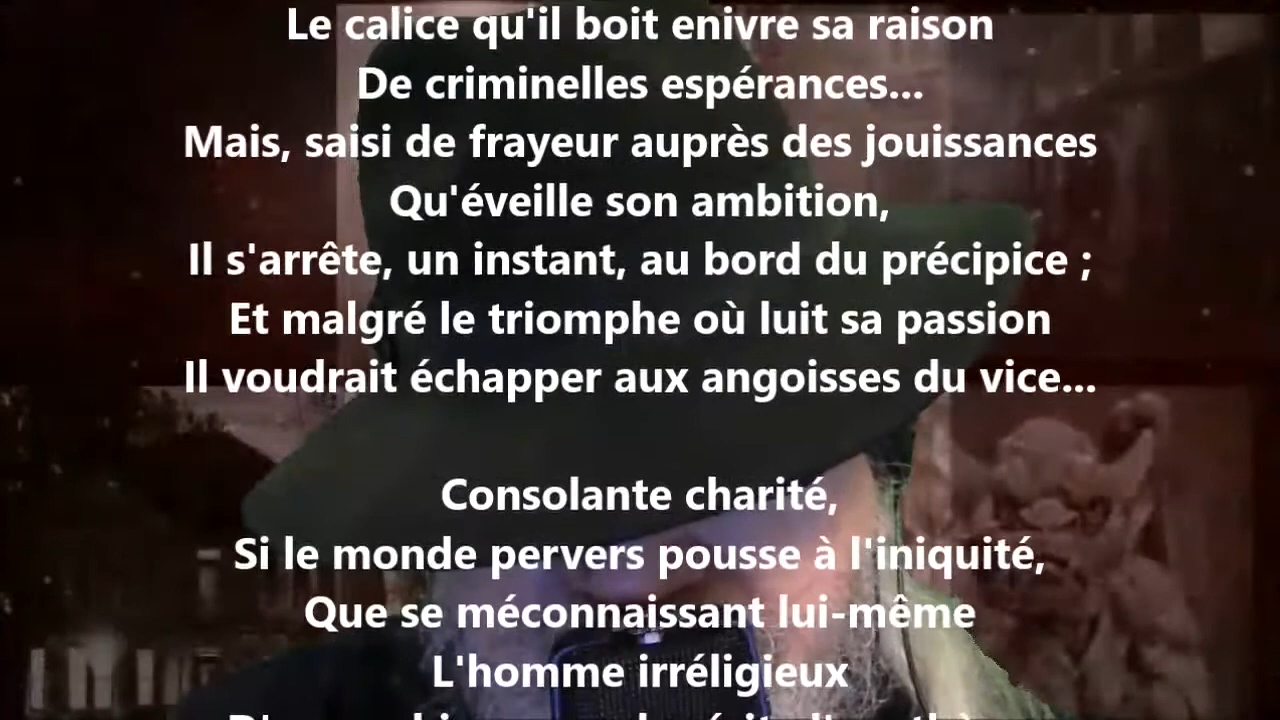 Le calice qu'il boit enivre sa raison
De criminelles espérances...
Mais, saisi de frayeur auprès des jouissances
Qu'éveille son ambition,
Il s'arrête, un instant, au bord du précipice ;
Et malgré le triomphe où luit sa passion
Il voudrait échapper aux angoisses du vice...
Consolante charité,
Si le monde pervers pousse à l'iniquité,
Que se méconnaissant lui-même
L'homme irréligieux